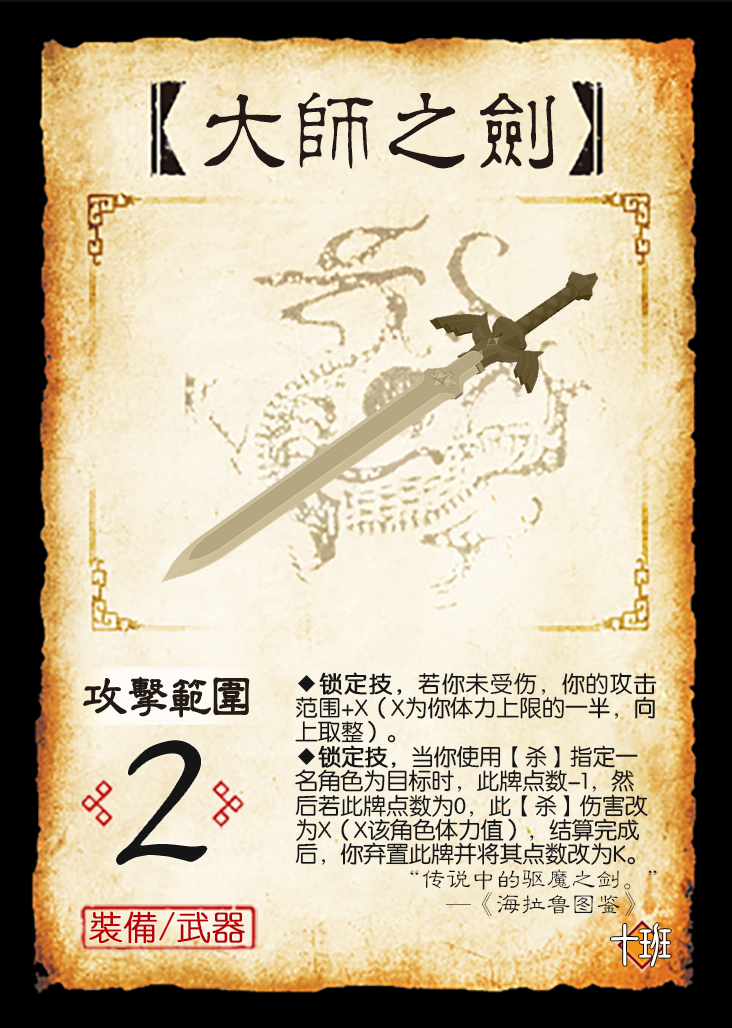 【大師之劍】
攻擊範圍
2
裝備/武器
◆锁定技，若你未受伤，你的攻击
范围+X（X为你体力上限的一半，向
上取整）。
◆锁定技，当你使用【杀】指定一
名角色为目标时，此牌点数-1，然
后若此牌点数为0，此【杀】伤害改
为X（X该角色体力值），结算完成
后，你弃置此牌并将其点数改为K。
“传说中的驱魔之剑。”
—《海拉鲁图鉴》
十班